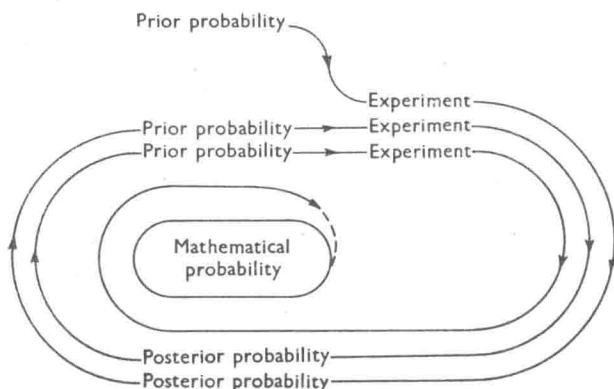 Prior probability
Experiment
Prior probability Experiment
Prior probability Experiment
Mathematical
probability
Posterior probability
Posterior probability